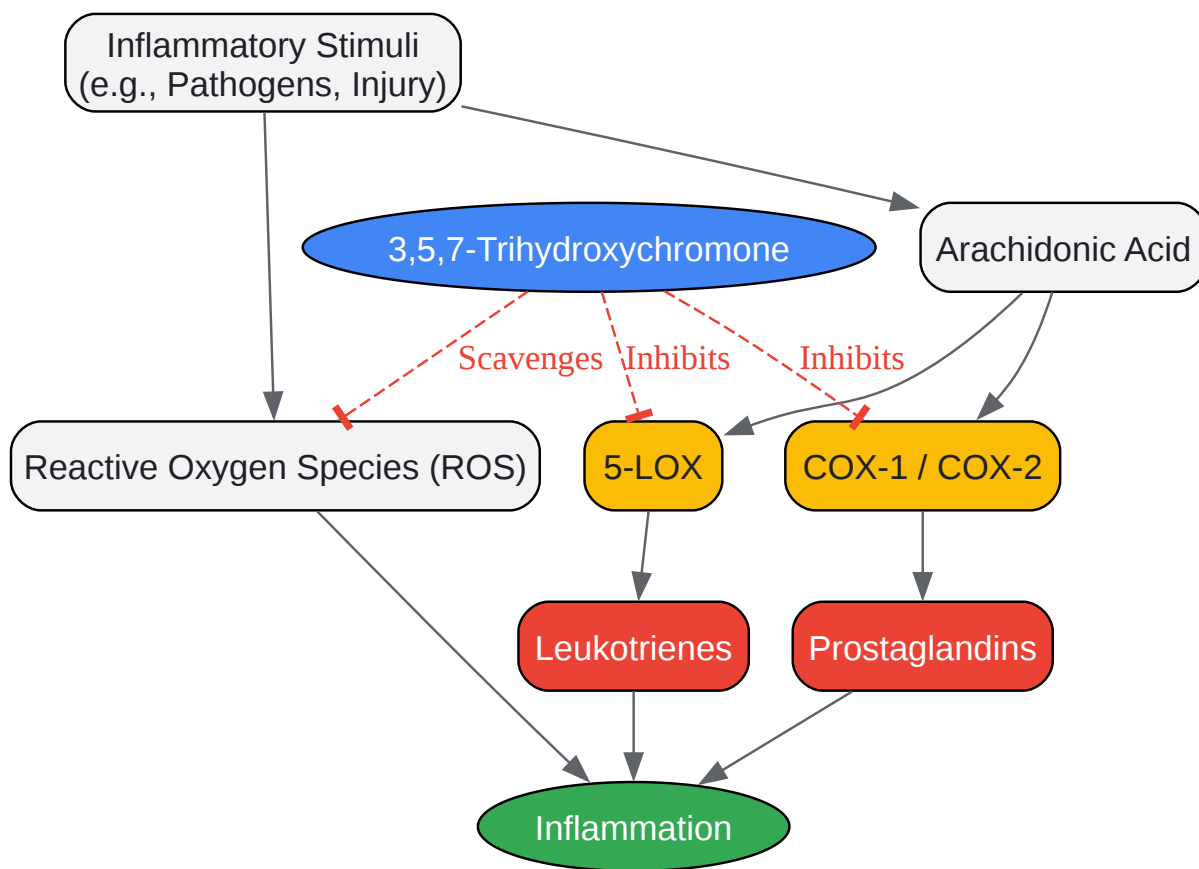 Inflammatory Stimuli
(e.g., Pathogens, Injury)
3,5,7-Trihydroxychromone
Arachidonic Acid
Scavenges
Inhibits
Inhibits
Reactive Oxygen Species (ROS)
5-LOX
COX-1 / COX-2
Leukotrienes
Prostaglandins
Inflammation